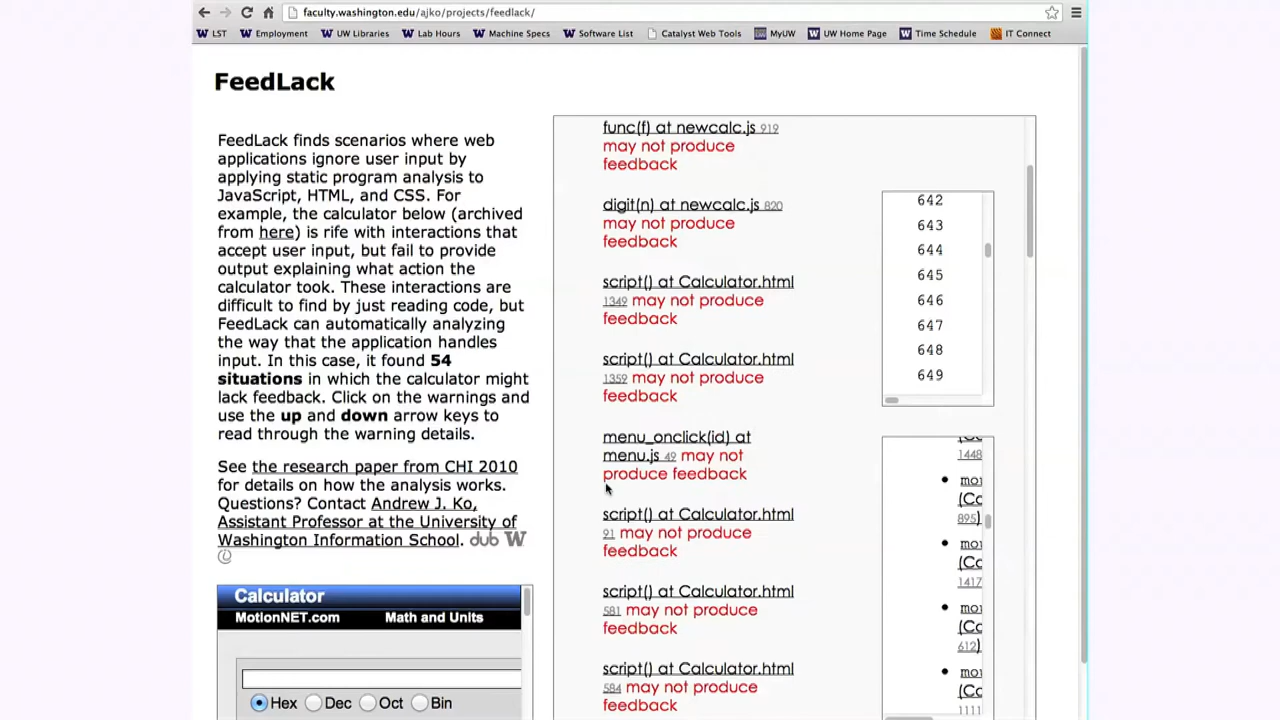 faculty.washington.edu/ajko/projects/feedlack/
LST Employment UW Libraries Lab Hours Machine Specs Software List Catalyst Web Tools MyUW UW Home Page Time Schedule IT Connect
FeedLack
FeedLack finds scenarios where web
applications ignore user input by
applying static program analysis to
JavaScript, HTML, and CSS. For
example, the calculator below (archived
from here) is rife with interactions that
accept user input, but fail to provide
output explaining what action the
calculator took. These interactions are
difficult to find by just reading code, but
FeedLack can automatically analyzing
the way that the application handles
input. In this case, it found 54
situations in which the calculator might
lack feedback. Click on the warnings and
use the up and down arrow keys to
read through the warning details.
See the research paper from CHI 2010
for details on how the analysis works.
Questions? Contact Andrew J. Ko,
Assistant Professor at the University of
Washington Information School. dub W
Calculator
MotionNET.com Math and Units
Hex Dec Oct Bin
func(f) at newcalc.js 919
may not produce
feedback
digit(n) at newcalc.js 820
may not produce
feedback
script() at Calculator.html
1349 may not produce
feedback
script() at Calculator.html
1359 may not produce
feedback
menu_onclick(id) at
menu.js 49 may not
produce feedback
script() at Calculator.html
91 may not produce
feedback
script() at Calculator.html
581 may not produce
feedback
script() at Calculator.html
584 may not produce
feedback
642
643
644
645
646
647
648
649
(Co
1448
mou
(Co
895)
mou
(Co
1417
mou
(Co
612)
mou
(Co
1111